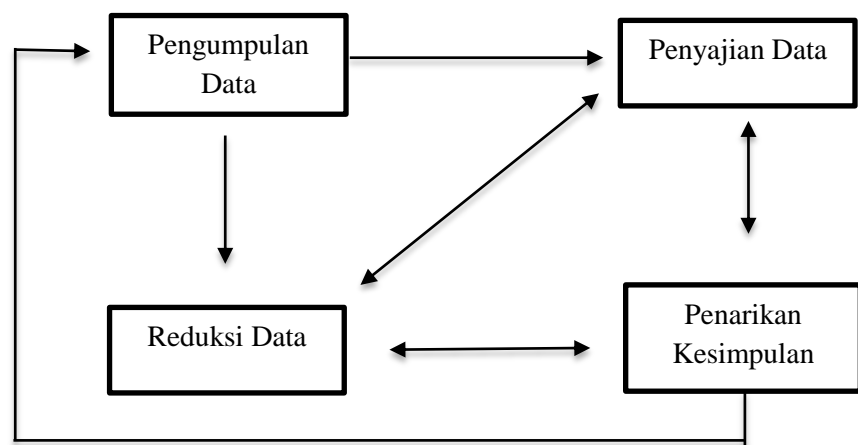 Pengumpulan
Data
Penyajian Data
Reduksi Data
Penarikan
Kesimpulan